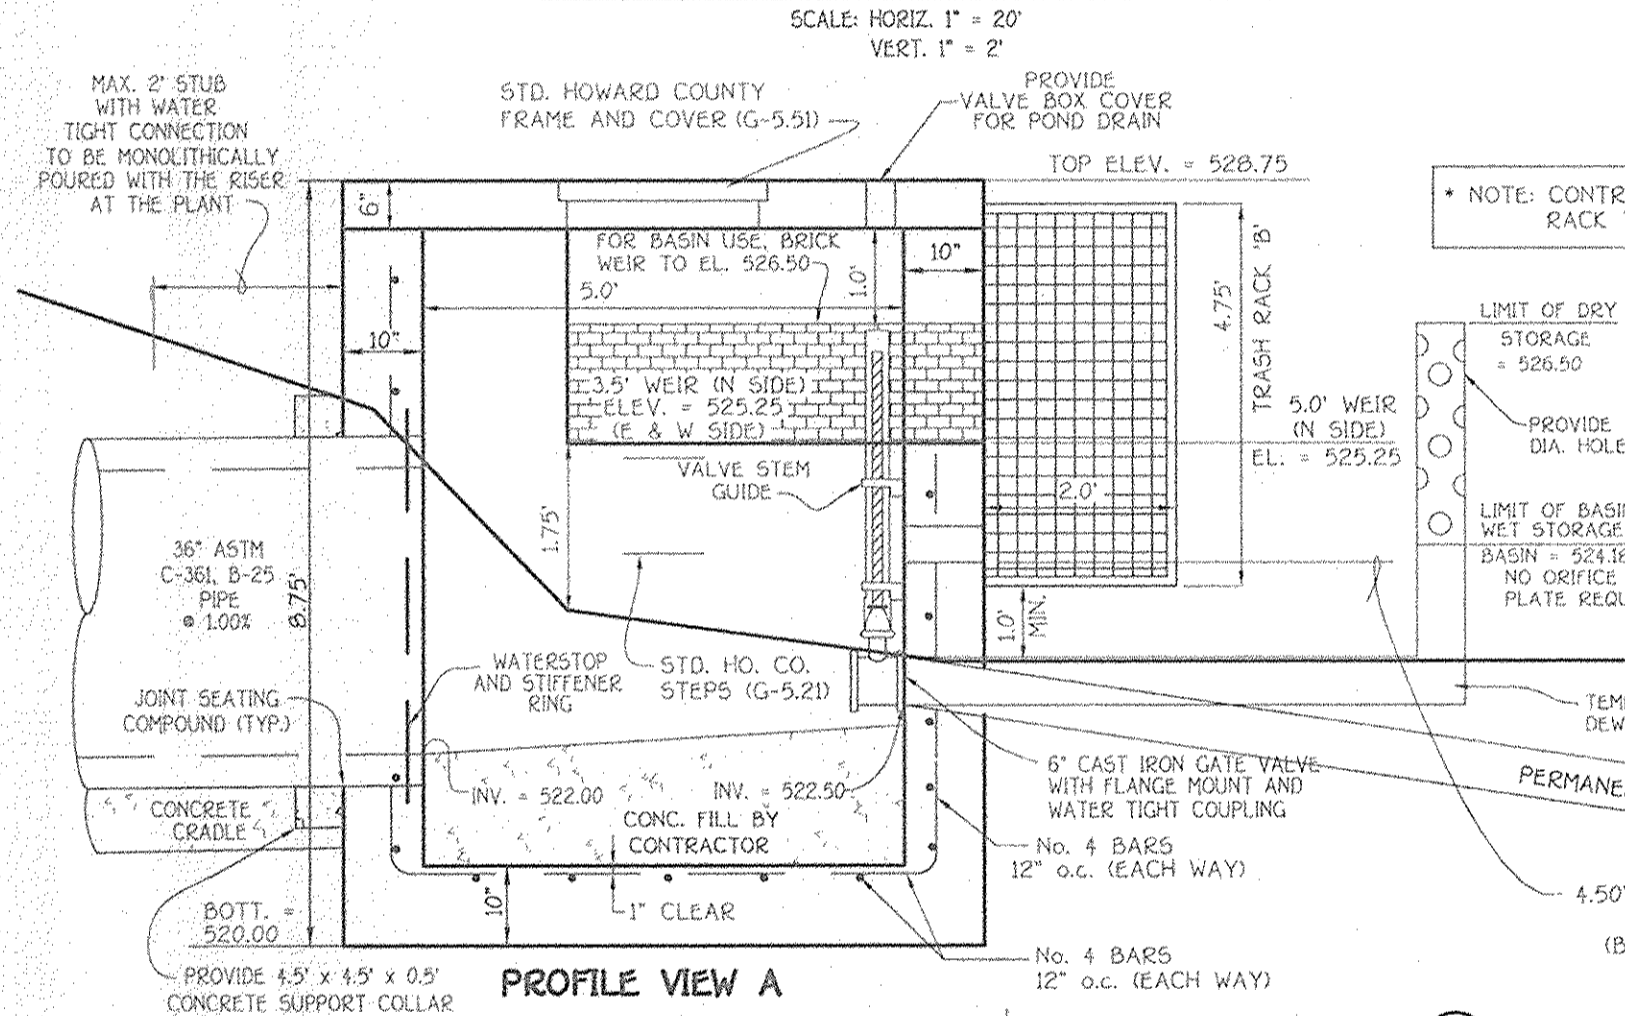 SCALE: HORIZ. 1" = 20'
VERT. 1" = 2'
MAX. 2' STUB
WITH WATER
TIGHT CONNECTION
TO BE MONOLITHICALLY
POURED WITH THE RISER
AT THE PLANT
STD. HOWARD COUNTY
FRAME AND COVER (G-5.51)
PROVIDE
VALVE BOX COVER
FOR POND DRAIN
TOP ELEV. = 528.75
* NOTE: CONTR
RACK
6"
FOR BASIN USE, BRICK
WEIR TO EL. 526.50
1.0'
10"
5.0'
10"
4.75'
TRASH RACK 'B'
LIMIT OF DRY
STORAGE
= 526.50
3.5' WEIR (N SIDE)
ELEV. = 525.25
(E & W SIDE)
5.0' WEIR
(N SIDE)
EL. = 525.25
PROVIDE
DIA. HOLE
VALVE STEM
GUIDE
2.0'
1.75'
LIMIT OF BASIN
WET STORAGE
BASIN = 524.18
NO ORIFICE
PLATE REQU
36" ASTM
C-361, B-25
PIPE
@ 1.00%
8.75'
1.0'
MIN.
WATERSTOP
AND STIFFENER
RING
STD. HO. CO.
STEPS (G-5.21)
JOINT SEATING
COMPOUND (TYP.)
TEM
DEW
6" CAST IRON GATE VALVE
WITH FLANGE MOUNT AND
WATER TIGHT COUPLING
PERMANE
INV. = 522.00
INV. = 522.50
CONC. FILL BY
CONTRACTOR
CONCRETE
CRADLE
No. 4 BARS
12" o.c. (EACH WAY)
4.50'
(B
10"
1" CLEAR
BOTT. =
520.00
No. 4 BARS
12" o.c. (EACH WAY)
PROVIDE 4.5' x 4.5' x 0.5'
CONCRETE SUPPORT COLLAR
PROFILE VIEW A